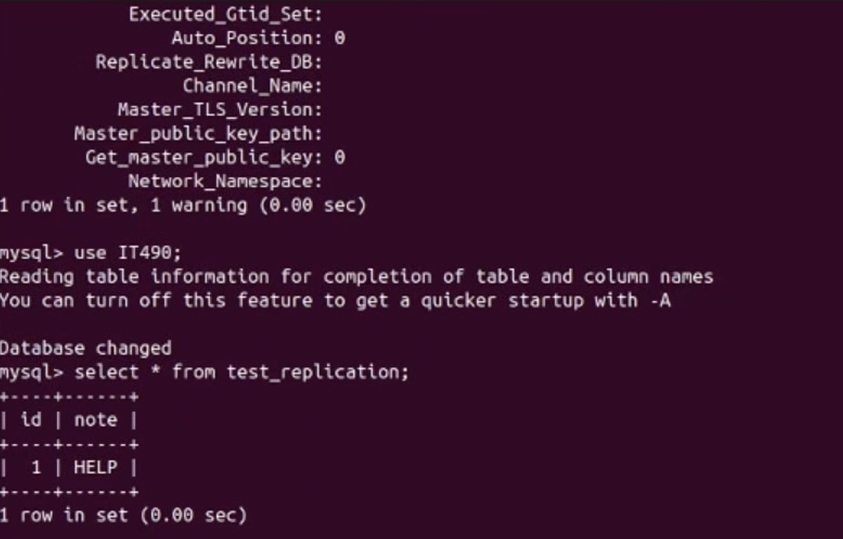 Executed_Gtid_Set:
Auto_Position: 0
Replicate_Rewrite_DB:
Channel_Name:
Master_TLS_Version:
Master_public_key_path:
Get_master_public_key: 0
Network_Namespace:
1 row in set, 1 warning (0.00 sec)
mysql> use IT490;
Reading table information for completion of table and column names
You can turn off this feature to get a quicker startup with -A
Database changed
mysql> select * from test_replication;
+----+------+
| id | note |
+----+------+
|  1 | HELP |
+----+------+
1 row in set (0.00 sec)